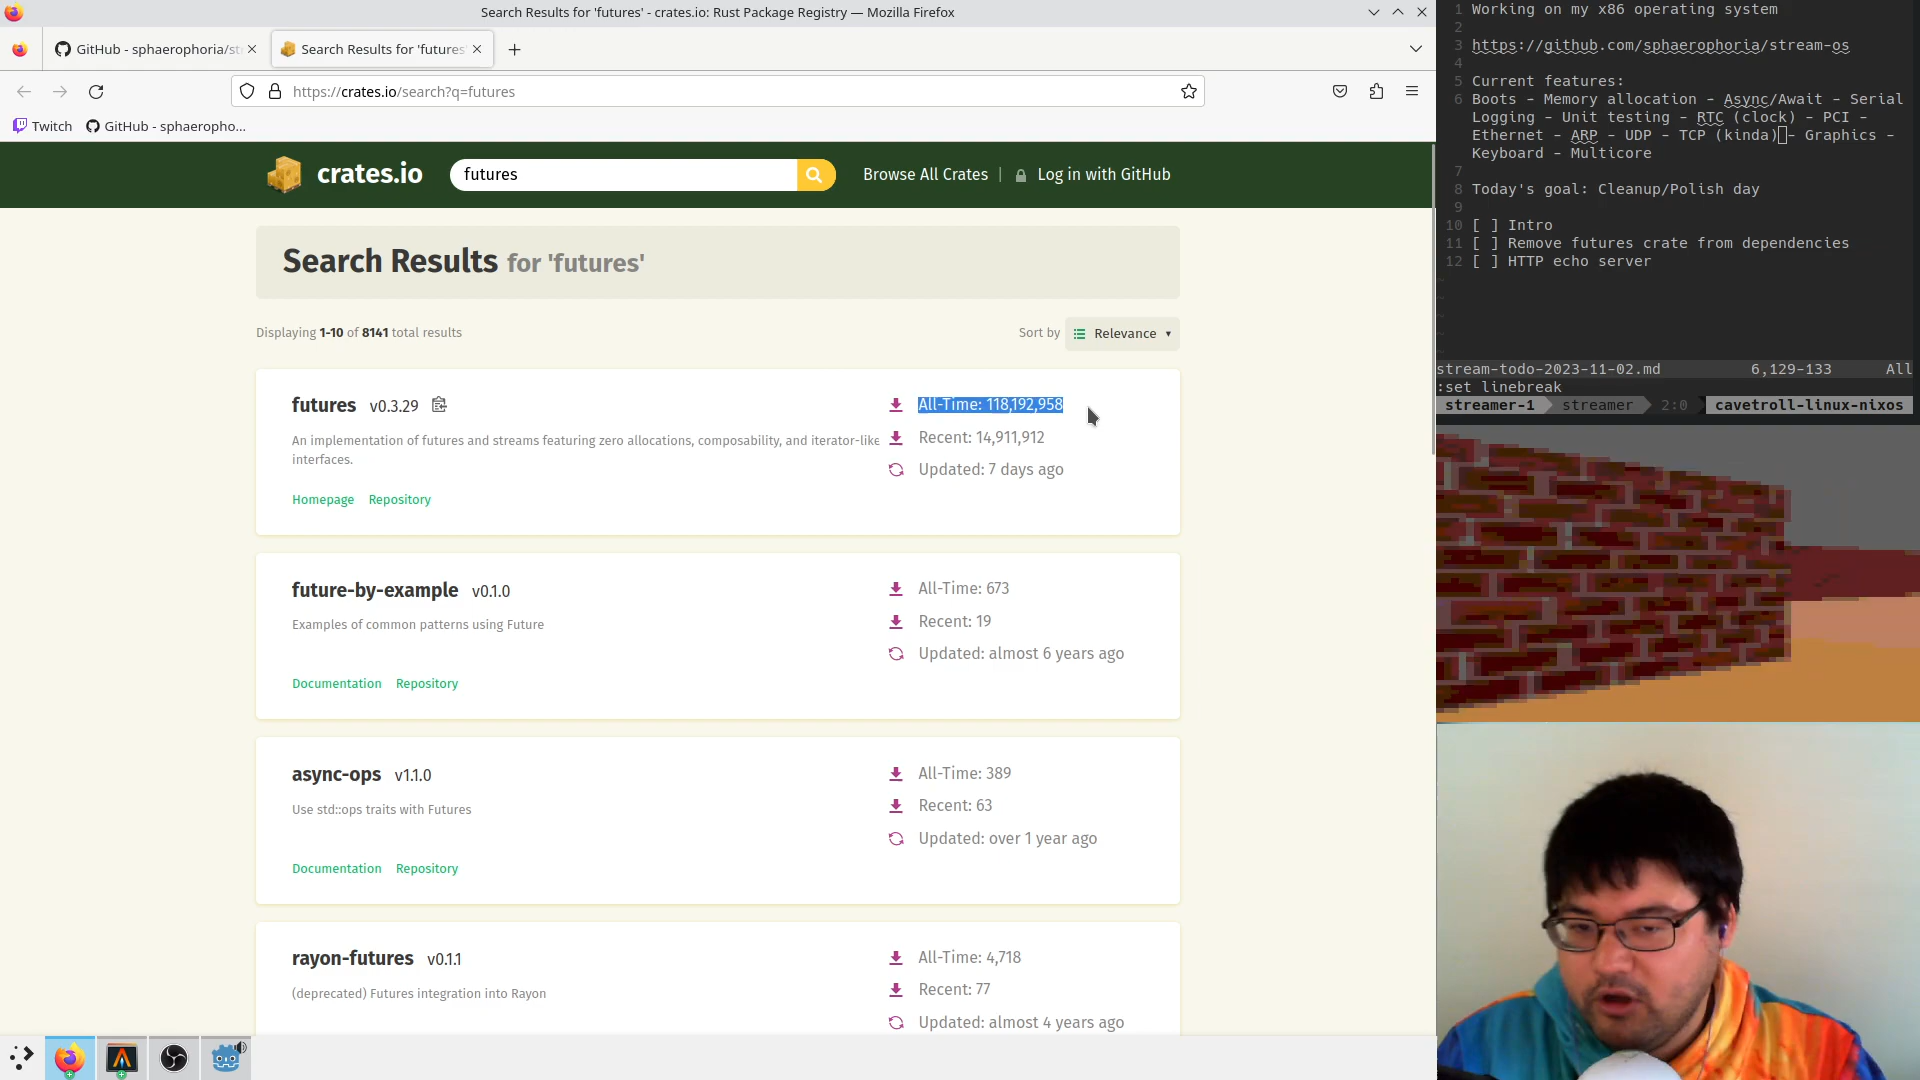 Search Results for 'futures' - crates.io: Rust Package Registry — Mozilla Firefox
GitHub - sphaerophoria/str
Search Results for 'futures'
https://crates.io/search?q=futures
Twitch
GitHub - sphaeropho...
crates.io
futures
Browse All Crates
Log in with GitHub
Search Results for 'futures'
Displaying 1-10 of 8141 total results
Sort by
Relevance
futures v0.3.29
An implementation of futures and streams featuring zero allocations, composability, and iterator-like
interfaces.
Homepage Repository
All-Time: 118,192,958
Recent: 14,911,912
Updated: 7 days ago
future-by-example v0.1.0
Examples of common patterns using Future
Documentation Repository
All-Time: 673
Recent: 19
Updated: almost 6 years ago
async-ops v1.1.0
Use std::ops traits with Futures
Documentation Repository
All-Time: 389
Recent: 63
Updated: over 1 year ago
rayon-futures v0.1.1
(deprecated) Futures integration into Rayon
All-Time: 4,718
Recent: 77
Updated: almost 4 years ago
1 Working on my x86 operating system
2
3 https://github.com/sphaerophoria/stream-os
4
5 Current features:
6 Boots - Memory allocation - Async/Await - Serial
Logging - Unit testing - RTC (clock) - PCI -
Ethernet - ARP - UDP - TCP (kinda) - Graphics -
Keyboard - Multicore
7
8 Today's goal: Cleanup/Polish day
9
10 [ ] Intro
11 [ ] Remove futures crate from dependencies
12 [ ] HTTP echo server
~
~
~
~
~
stream-todo-2023-11-02.md 6,129-133 All
:set linebreak
streamer-1 streamer 2:0 cavetroll-linux-nixos